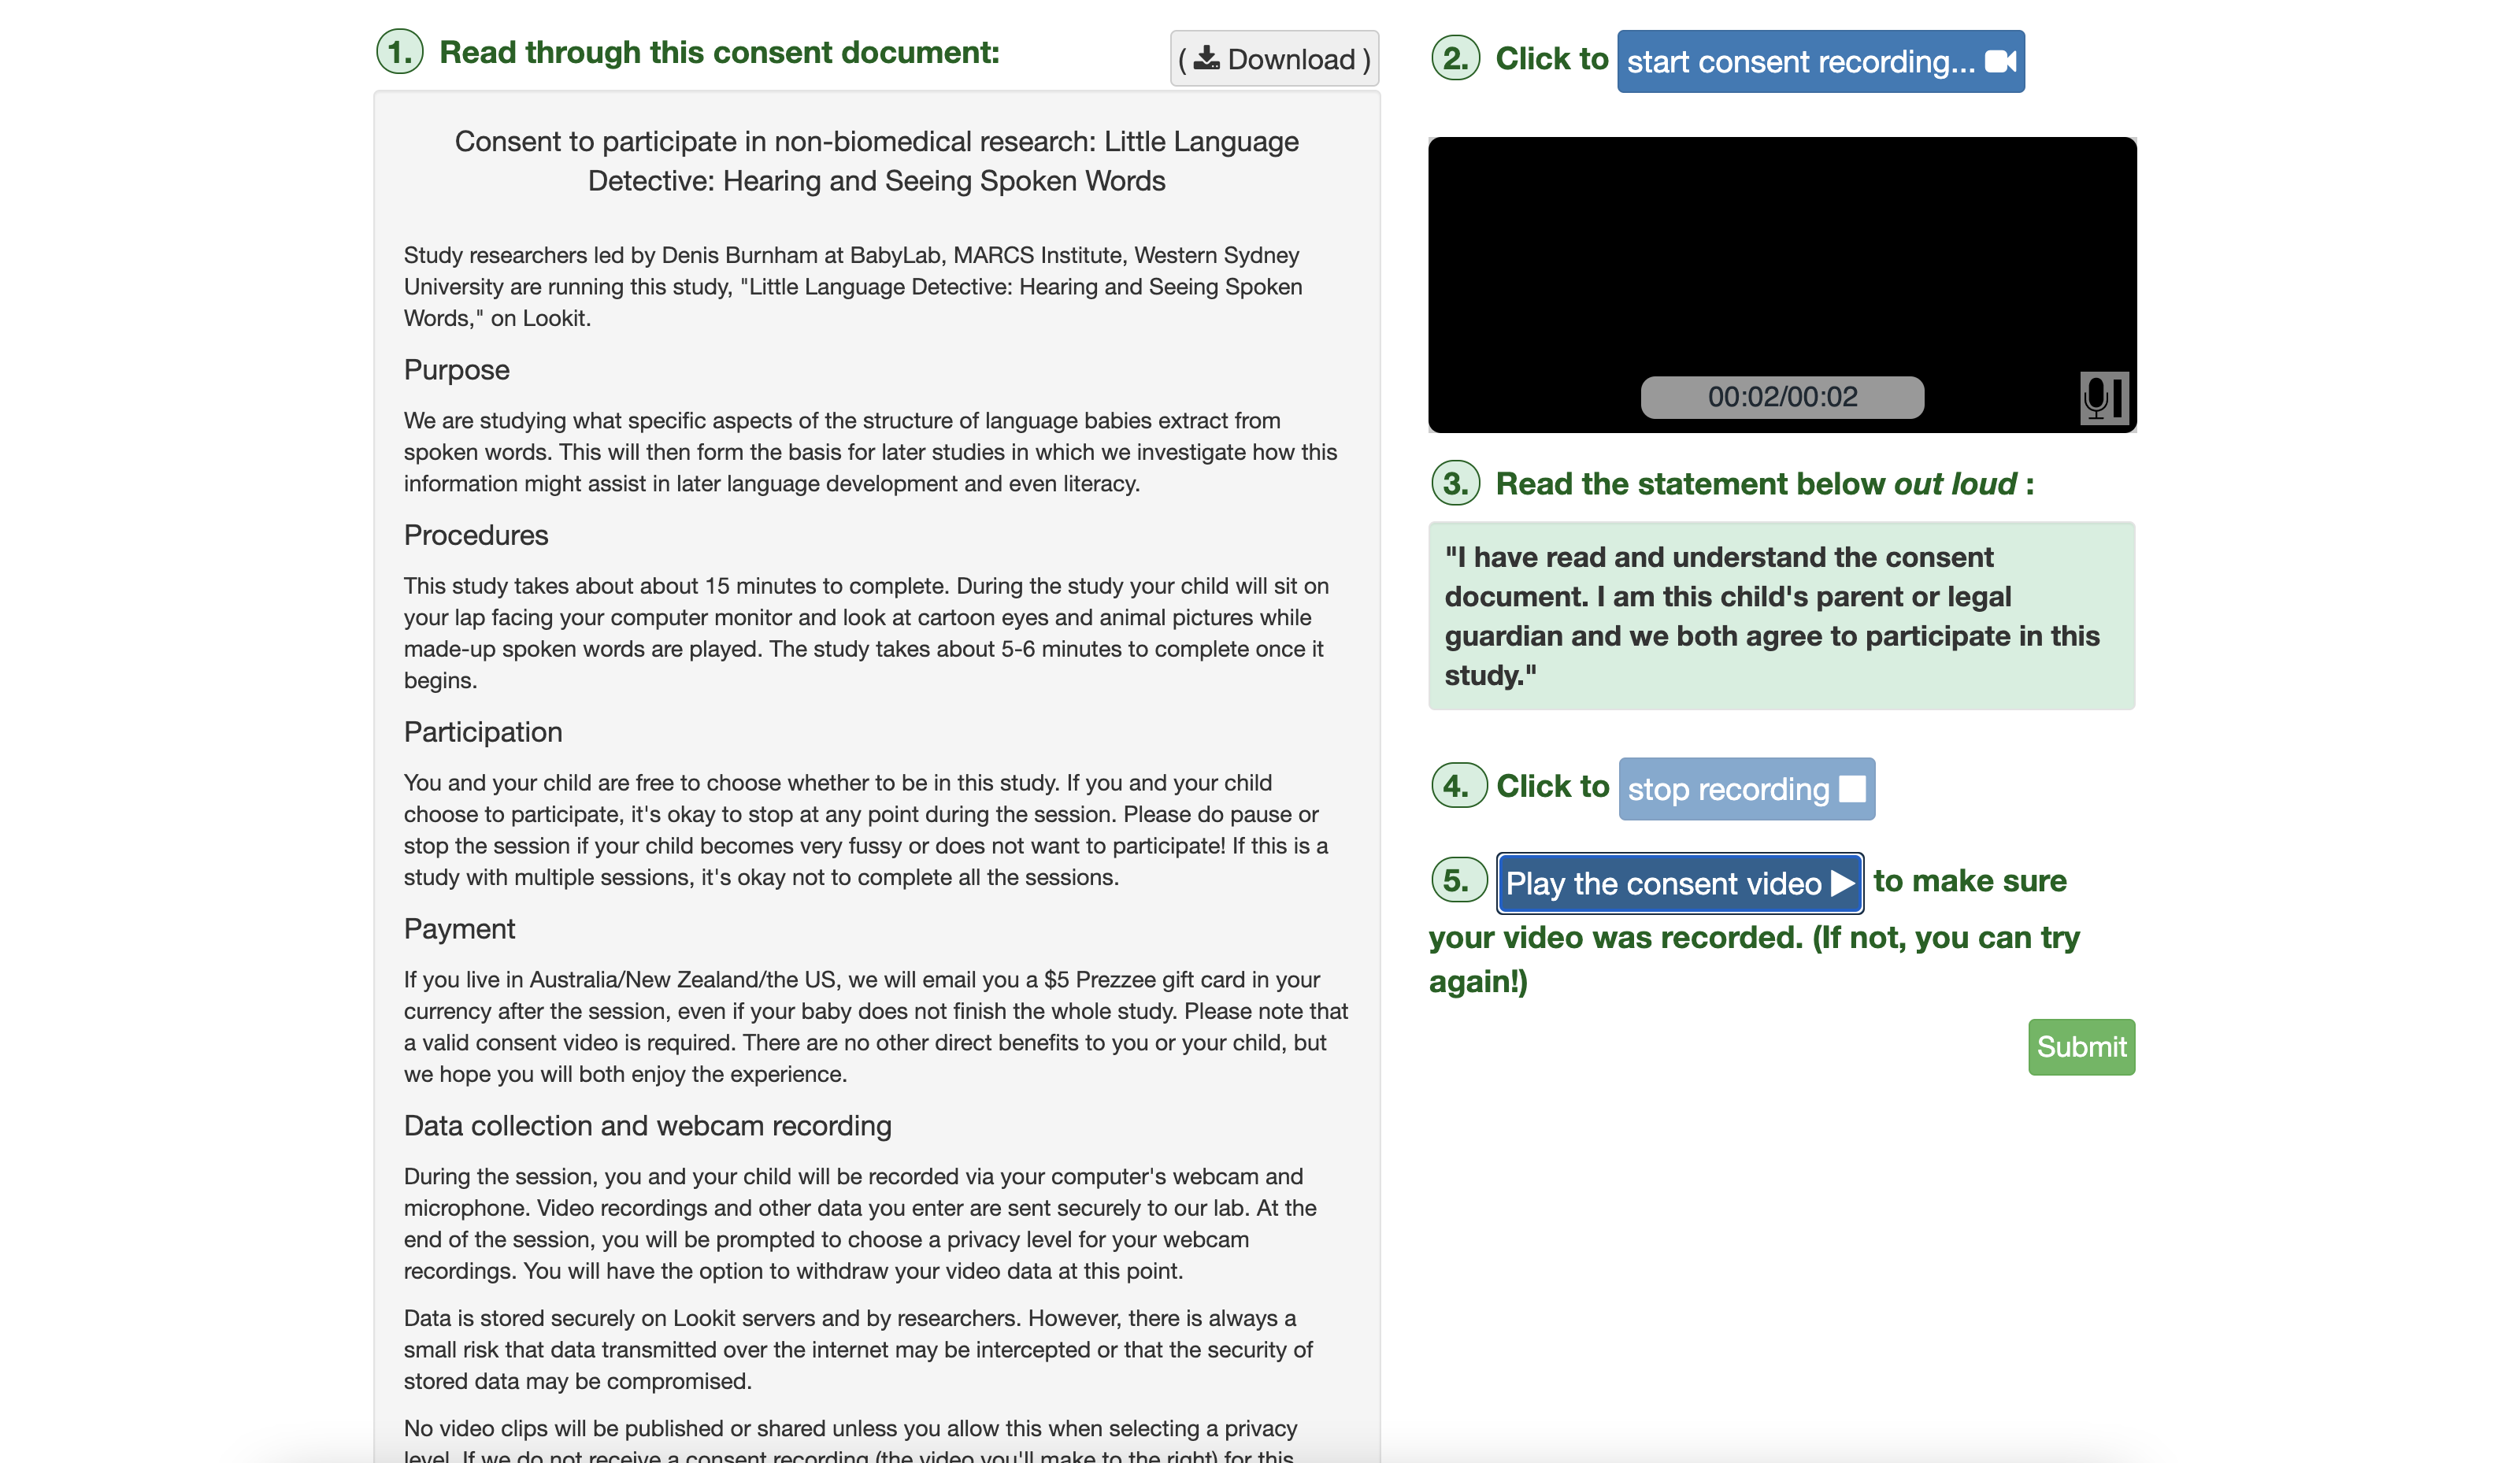 1. Read through this consent document:
( Download )
Consent to participate in non-biomedical research: Little Language
Detective: Hearing and Seeing Spoken Words
Study researchers led by Denis Burnham at BabyLab, MARCS Institute, Western Sydney
University are running this study, "Little Language Detective: Hearing and Seeing Spoken
Words," on Lookit.
Purpose
We are studying what specific aspects of the structure of language babies extract from
spoken words. This will then form the basis for later studies in which we investigate how this
information might assist in later language development and even literacy.
Procedures
This study takes about about 15 minutes to complete. During the study your child will sit on
your lap facing your computer monitor and look at cartoon eyes and animal pictures while
made-up spoken words are played. The study takes about 5-6 minutes to complete once it
begins.
Participation
You and your child are free to choose whether to be in this study. If you and your child
choose to participate, it's okay to stop at any point during the session. Please do pause or
stop the session if your child becomes very fussy or does not want to participate! If this is a
study with multiple sessions, it's okay not to complete all the sessions.
Payment
If you live in Australia/New Zealand/the US, we will email you a $5 Prezzee gift card in your
currency after the session, even if your baby does not finish the whole study. Please note that
a valid consent video is required. There are no other direct benefits to you or your child, but
we hope you will both enjoy the experience.
Data collection and webcam recording
During the session, you and your child will be recorded via your computer's webcam and
microphone. Video recordings and other data you enter are sent securely to our lab. At the
end of the session, you will be prompted to choose a privacy level for your webcam
recordings. You will have the option to withdraw your video data at this point.
Data is stored securely on Lookit servers and by researchers. However, there is always a
small risk that data transmitted over the internet may be intercepted or that the security of
stored data may be compromised.
No video clips will be published or shared unless you allow this when selecting a privacy
level. If we do not receive a consent recording (the video you'll make to the right) for this
2. Click to start consent recording...
00:02/00:02
3. Read the statement below out loud :
"I have read and understand the consent
document. I am this child's parent or legal
guardian and we both agree to participate in this
study."
4. Click to stop recording
5. Play the consent video to make sure
your video was recorded. (If not, you can try
again!)
Submit